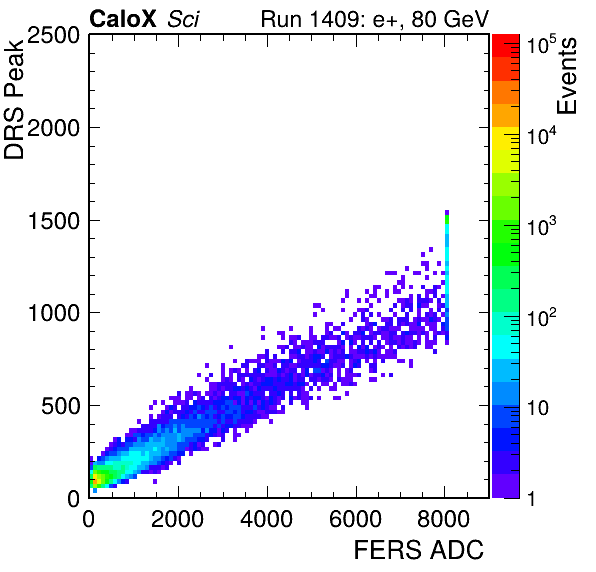 CaloX Sci
Run 1409: e+, 80 GeV
DRS Peak
2500
2000
1500
1000
500
0
0 2000 4000 6000 8000
FERS ADC
Events
10⁵
10⁴
10³
10²
10
1